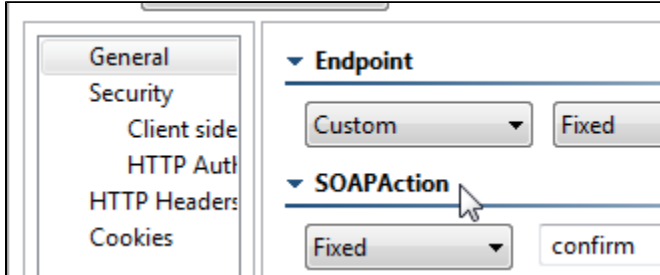 General
Security
Client side
HTTP Auth
HTTP Headers
Cookies
Endpoint
Custom
Fixed
SOAPAction
Fixed
confirm